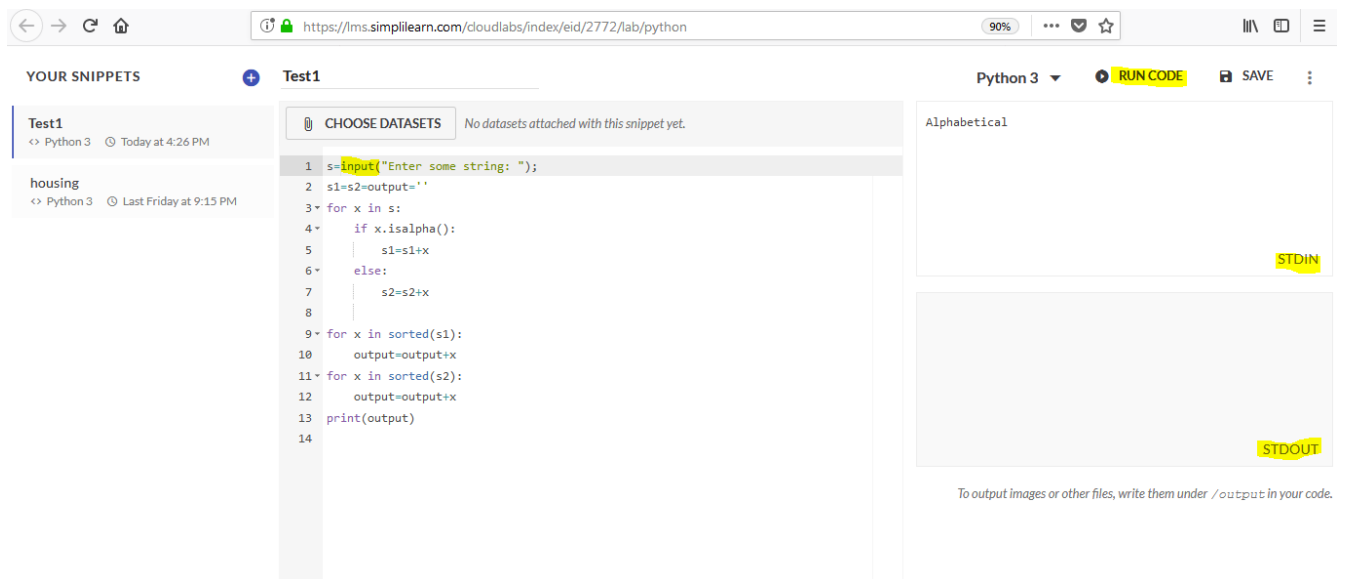 https://lms.simplilearn.com/cloudlabs/index/eid/2772/lab/python
90%
YOUR SNIPPETS
Test1
Python 3
RUN CODE
SAVE
Test1
<> Python 3 Today at 4:26 PM
housing
<> Python 3 Last Friday at 9:15 PM
CHOOSE DATASETS No datasets attached with this snippet yet.
1 s=input("Enter some string: ");
2 s1=s2=output=''
3 for x in s:
4     if x.isalpha():
5         s1=s1+x
6     else:
7         s2=s2+x
8
9 for x in sorted(s1):
10     output=output+x
11 for x in sorted(s2):
12     output=output+x
13 print(output)
14
Alphabetical
STDIN
STDOUT
To output images or other files, write them under /output in your code.